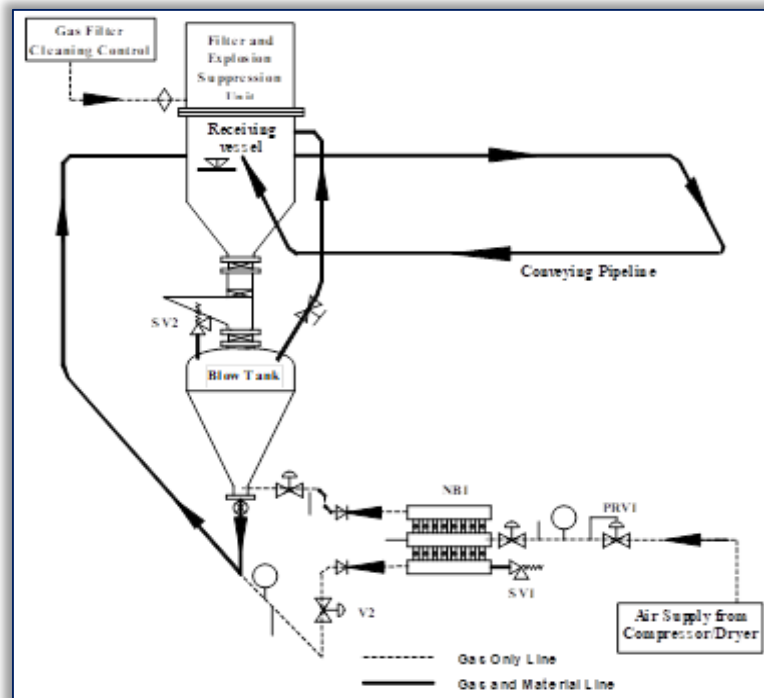 Gas Filter
Cleaning Control
Filter and
Explosion
Suppression
Unit
Receiving
vessel
Conveying Pipeline
SV2
Blow Tank
NB1
PRV1
SV1
V2
Air Supply from
Compressor/Dryer
Gas Only Line
Gas and Material Line